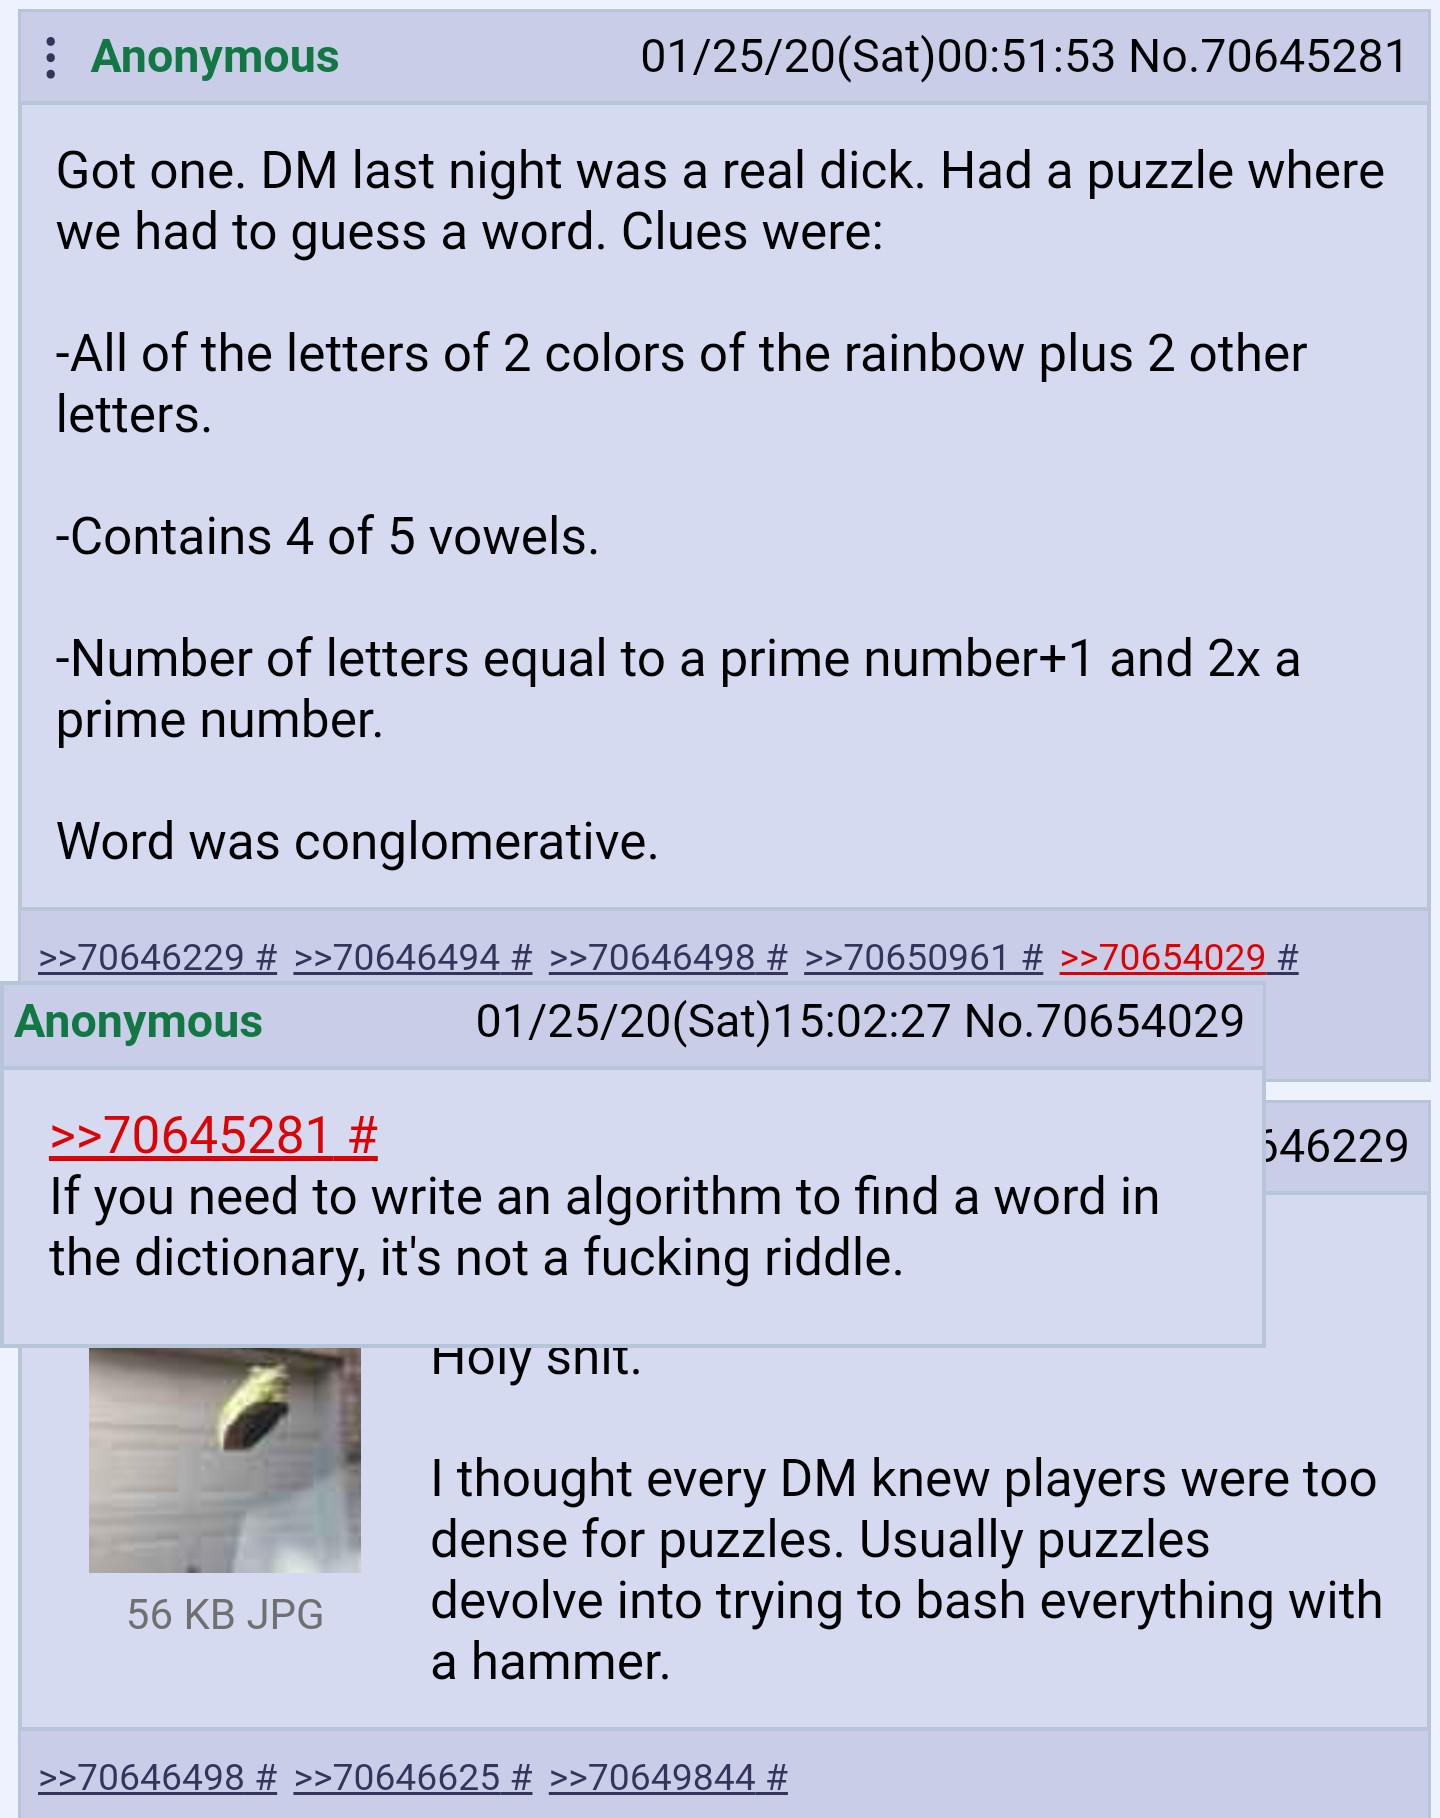 Anonymous 01/25/20(Sat)00:51:53 No.70645281
Got one. DM last night was a real dick. Had a puzzle where
we had to guess a word. Clues were:
-All of the letters of 2 colors of the rainbow plus 2 other
letters.
-Contains 4 of 5 vowels.
-Number of letters equal to a prime number+1 and 2x a
prime number.
Word was conglomerative.
>>70646229 # >>70646494 # >>70646498 # >>70650961 # >>70654029 #
Anonymous 01/25/20(Sat)15:02:27 No.70654029
>>70645281 #
If you need to write an algorithm to find a word in
the dictionary, it's not a fucking riddle.
646229
Holy shit.
I thought every DM knew players were too
dense for puzzles. Usually puzzles
devolve into trying to bash everything with
a hammer.
56 KB JPG
>>70646498 # >>70646625 # >>70649844 #